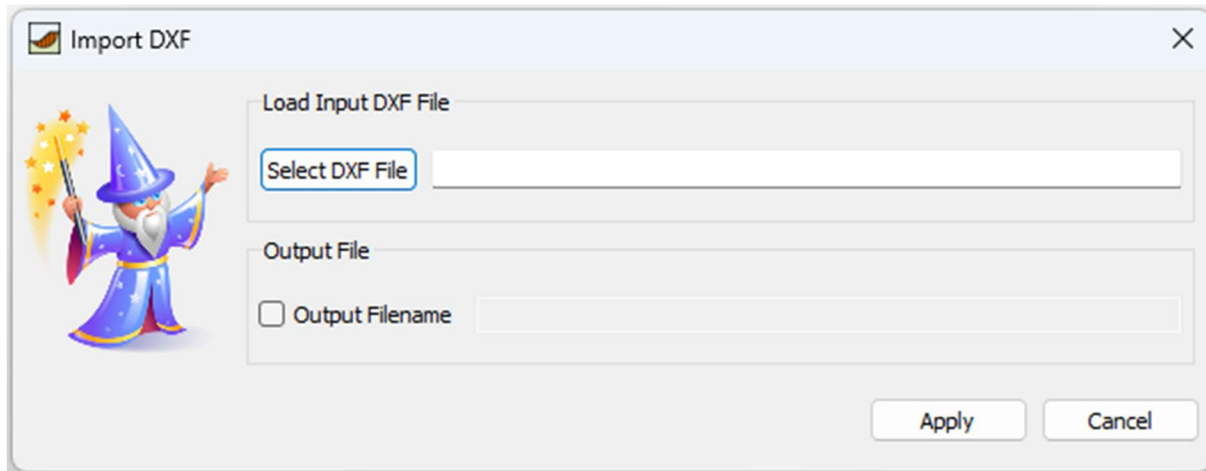 Import DXF
Load Input DXF File
Select DXF File
Output File
Output Filename
Apply Cancel